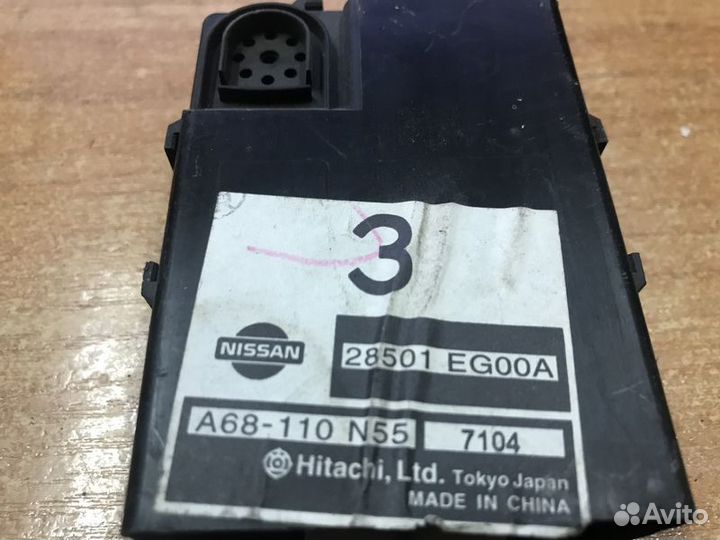 3
NISSAN
28501 EG00A
A68-110 N55
7104
Hitachi, Ltd. Tokyo Japan
MADE IN CHINA
Avito